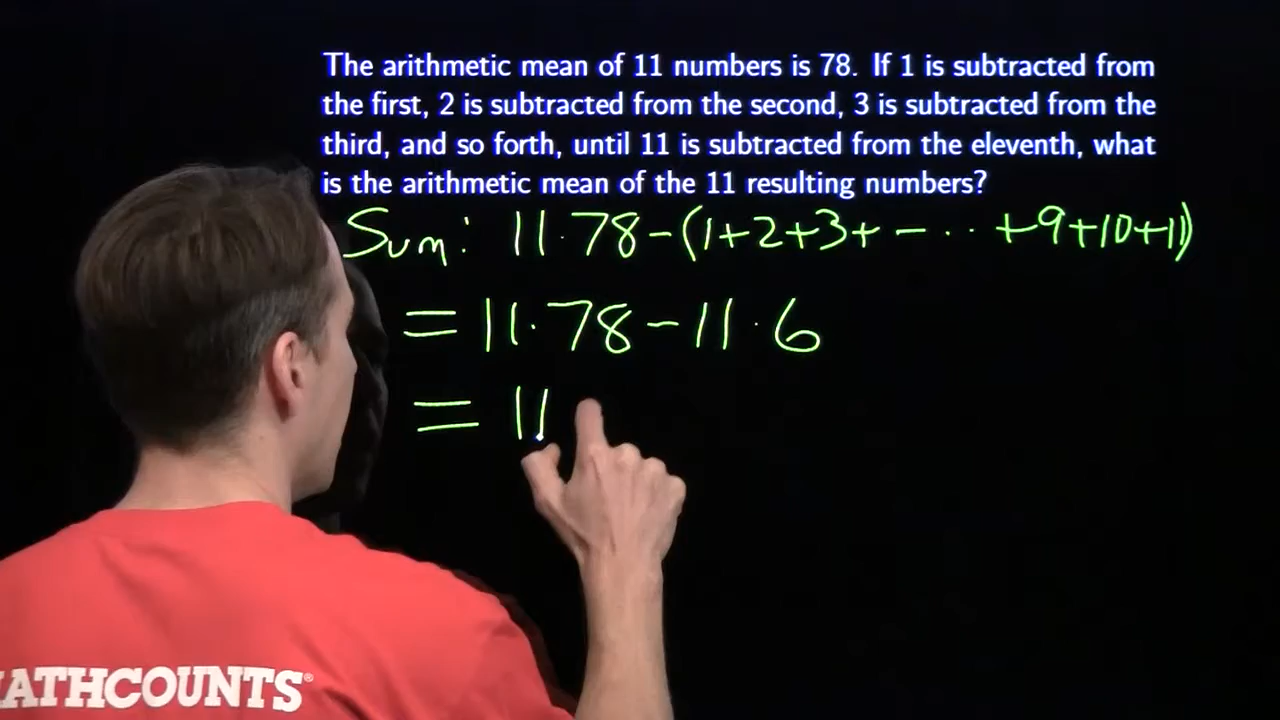 The arithmetic mean of 11 numbers is 78. If 1 is subtracted from
the first, 2 is subtracted from the second, 3 is subtracted from the
third, and so forth, until 11 is subtracted from the eleventh, what
is the arithmetic mean of the 11 resulting numbers?
Sum: 11·78-(1+2+3+-··+9+10+11)
=11·78-11·6
=11
ATHCOUNTS®